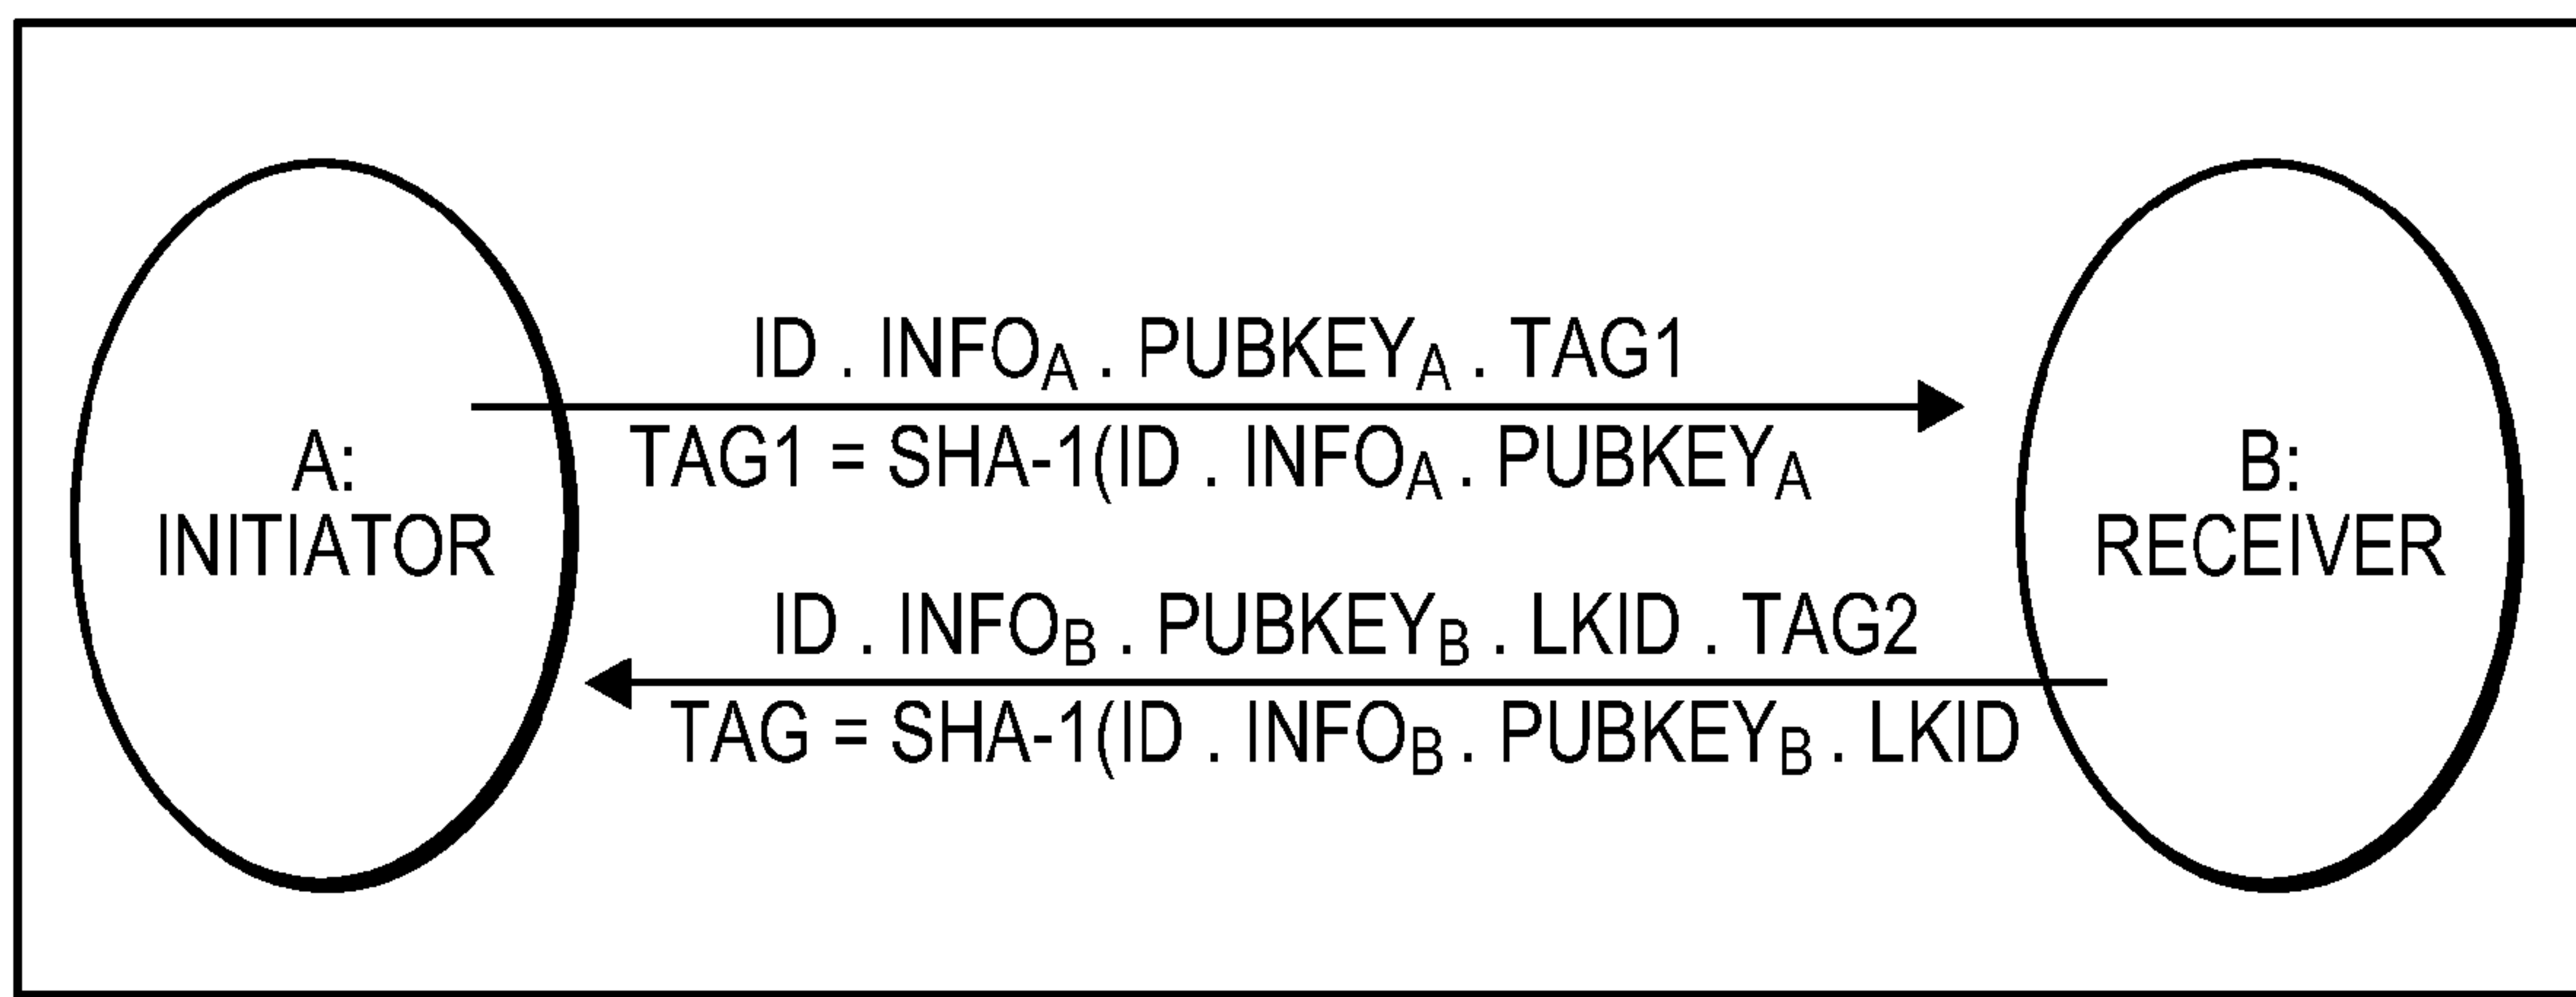 ID . INFOA . PUBKEYA . TAG1
TAG1 = SHA-1(ID . INFOA . PUBKEYA
A:
INITIATOR
B:
RECEIVER
ID . INFOB . PUBKEYB . LKID . TAG2
TAG = SHA-1(ID . INFOB . PUBKEYB . LKID